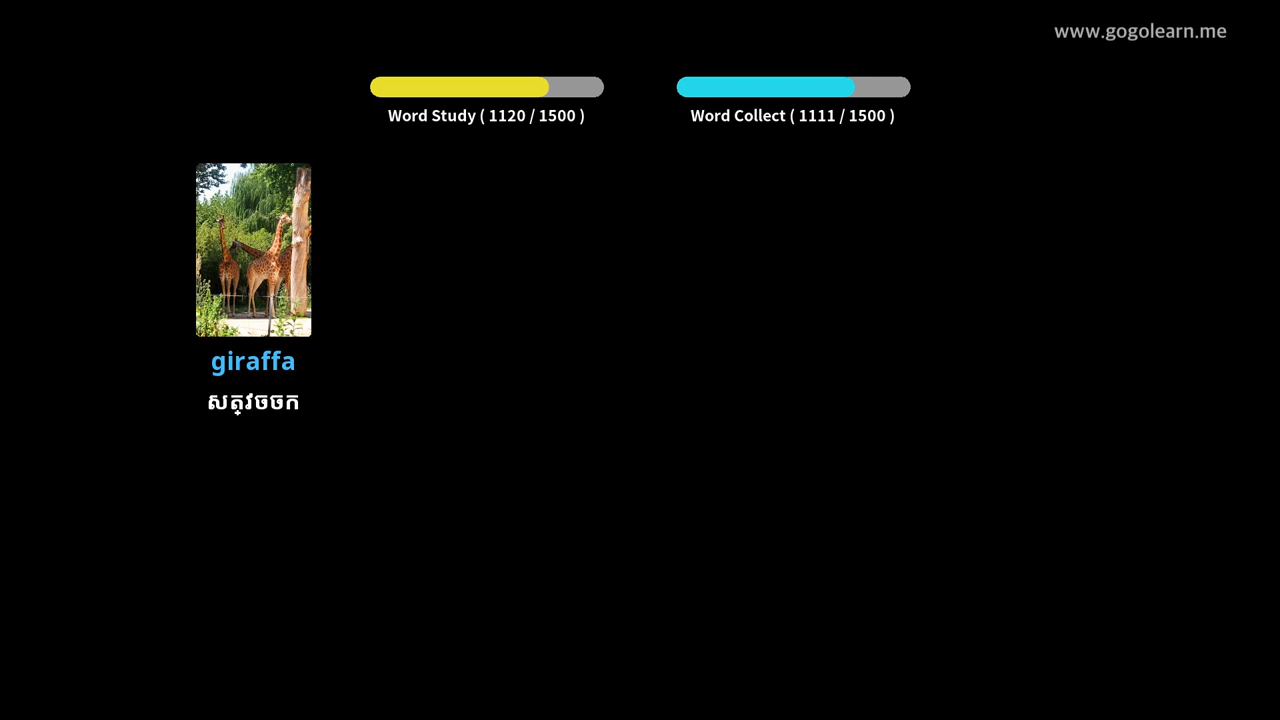 www.gogolearn.me
Word Study ( 1120 / 1500 )
Word Collect ( 1111 / 1500 )
giraffa
សត្វចចក